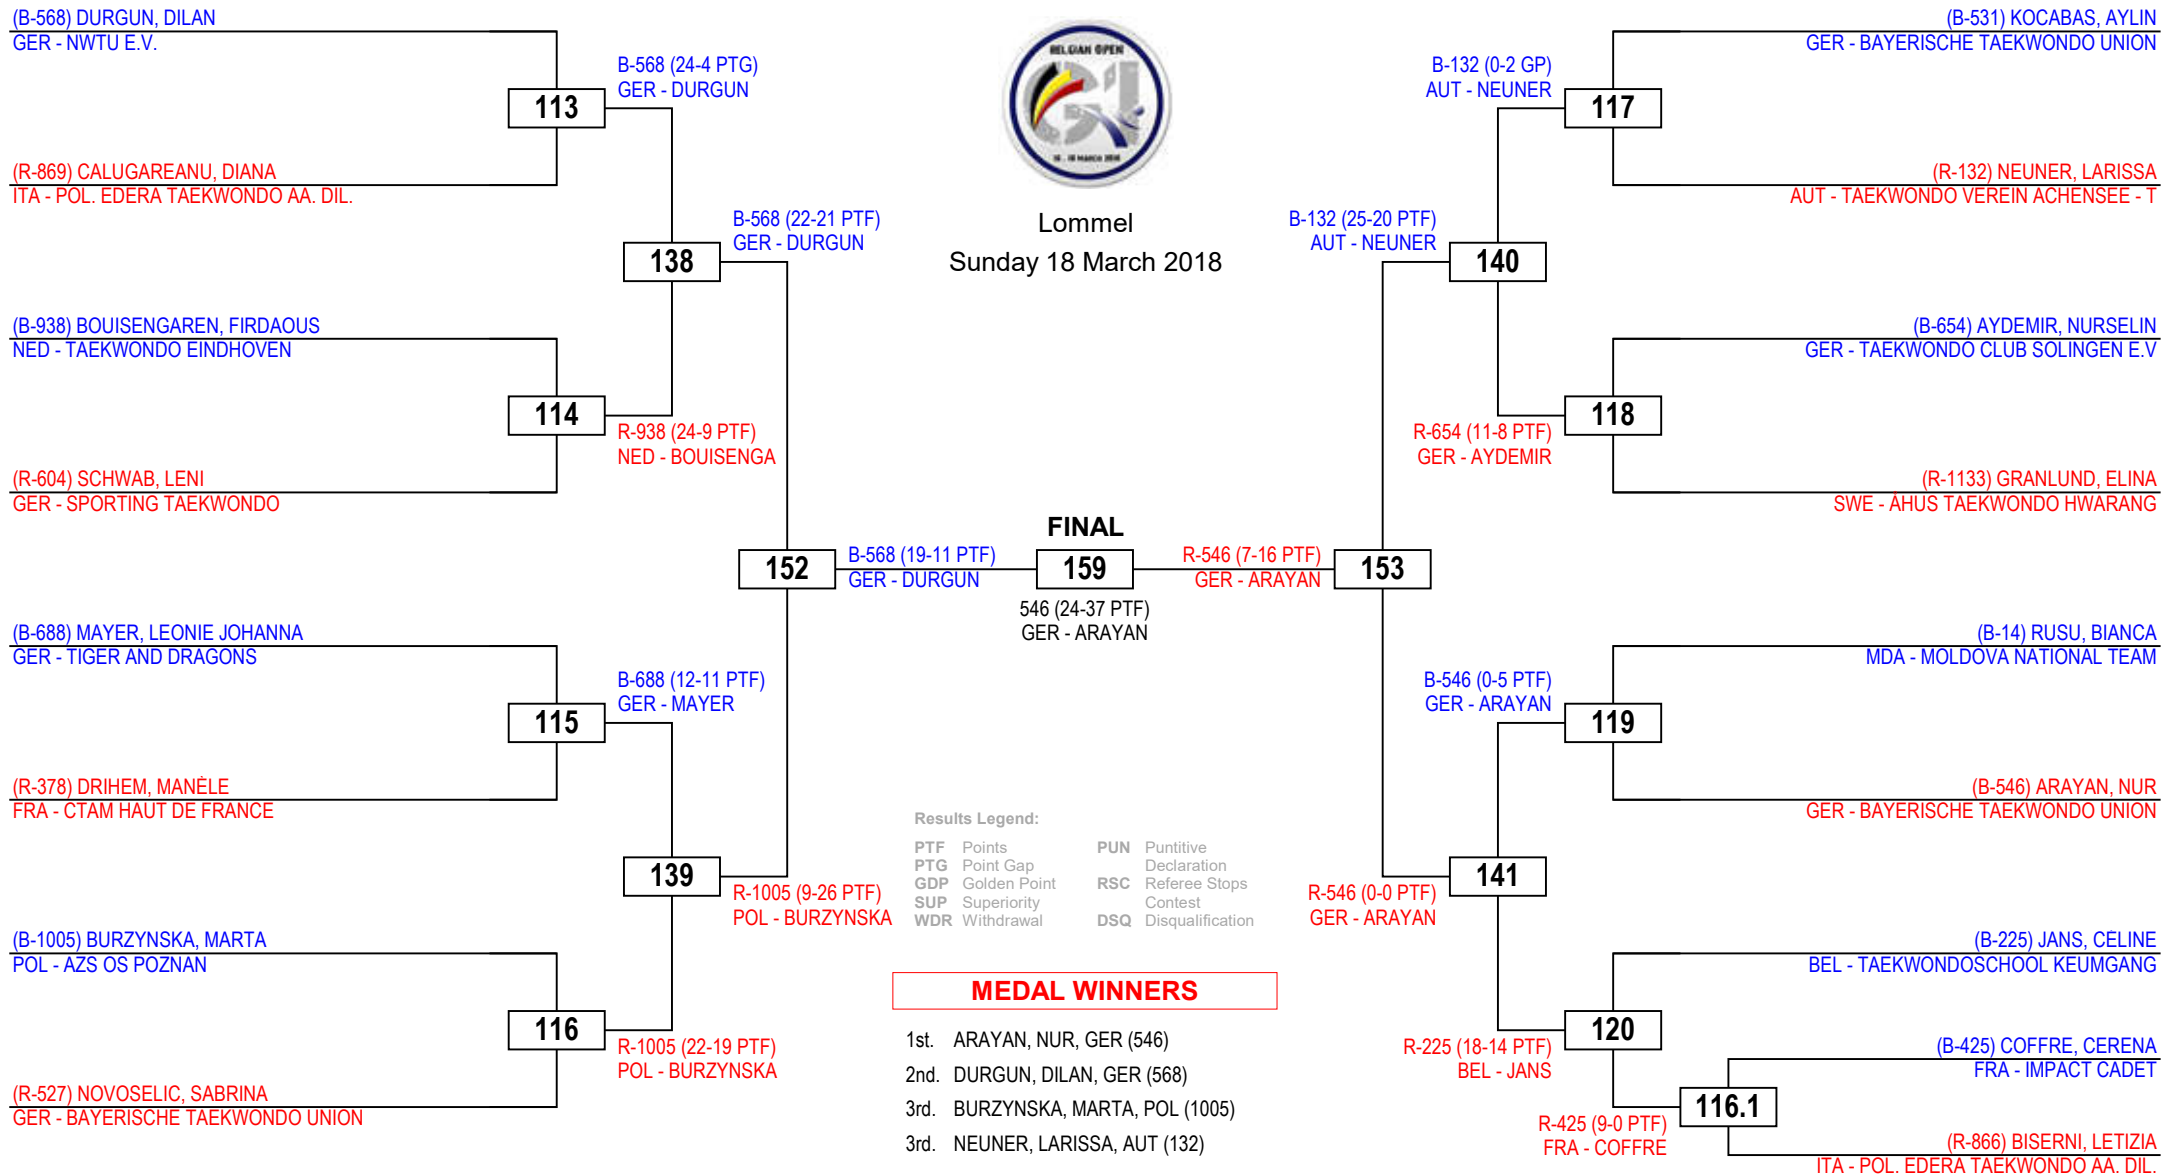 (B-568) DURGUN, DILAN
GER - NWTU E.V.
B-568 (24-4 PTG)
GER - DURGUN
113
(R-869) CALUGAREANU, DIANA
ITA - POL. EDERA TAEKWONDO AA. DIL.
B-568 (22-21 PTF)
GER - DURGUN
138
(B-938) BOUISENGAREN, FIRDAOUS
NED - TAEKWONDO EINDHOVEN
114
R-938 (24-9 PTF)
NED - BOUISENGA
(R-604) SCHWAB, LENI
GER - SPORTING TAEKWONDO
152
B-568 (19-11 PTF)
GER - DURGUN
(B-688) MAYER, LEONIE JOHANNA
GER - TIGER AND DRAGONS
B-688 (12-11 PTF)
GER - MAYER
115
(R-378) DRIHEM, MANÈLE
FRA - CTAM HAUT DE FRANCE
139
R-1005 (9-26 PTF)
POL - BURZYNSKA
(B-1005) BURZYNSKA, MARTA
POL - AZS OS POZNAN
116
R-1005 (22-19 PTF)
POL - BURZYNSKA
(R-527) NOVOSELIC, SABRINA
GER - BAYERISCHE TAEKWONDO UNION
BELGIAN OPEN
G1
16 - 18 MARCH 2018
Lommel
Sunday 18 March 2018
FINAL
159
546 (24-37 PTF)
GER - ARAYAN
Results Legend:
PTF Points
PTG Point Gap
GDP Golden Point
SUP Superiority
WDR Withdrawal
PUN Puntitive
Declaration
RSC Referee Stops
Contest
DSQ Disqualification
MEDAL WINNERS
1st. ARAYAN, NUR, GER (546)
2nd. DURGUN, DILAN, GER (568)
3rd. BURZYNSKA, MARTA, POL (1005)
3rd. NEUNER, LARISSA, AUT (132)
(B-531) KOCABAS, AYLIN
GER - BAYERISCHE TAEKWONDO UNION
B-132 (0-2 GP)
AUT - NEUNER
117
(R-132) NEUNER, LARISSA
AUT - TAEKWONDO VEREIN ACHENSEE - T
B-132 (25-20 PTF)
AUT - NEUNER
140
(B-654) AYDEMIR, NURSELIN
GER - TAEKWONDO CLUB SOLINGEN E.V
118
R-654 (11-8 PTF)
GER - AYDEMIR
(R-1133) GRANLUND, ELINA
SWE - ÅHUS TAEKWONDO HWARANG
R-546 (7-16 PTF)
GER - ARAYAN
153
(B-14) RUSU, BIANCA
MDA - MOLDOVA NATIONAL TEAM
B-546 (0-5 PTF)
GER - ARAYAN
119
(B-546) ARAYAN, NUR
GER - BAYERISCHE TAEKWONDO UNION
141
R-546 (0-0 PTF)
GER - ARAYAN
(B-225) JANS, CÉLINE
BEL - TAEKWONDOSCHOOL KEUMGANG
120
R-225 (18-14 PTF)
BEL - JANS
(B-425) COFFRE, CERENA
FRA - IMPACT CADET
116.1
R-425 (9-0 PTF)
FRA - COFFRE
(R-866) BISERNI, LETIZIA
ITA - POL. EDERA TAEKWONDO AA. DIL.